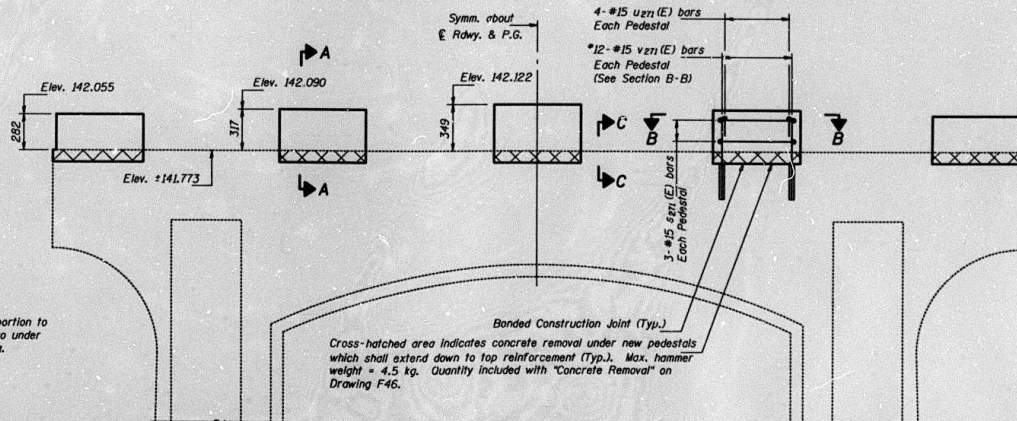 Symm. about
℄ Rdwy. & P.G.
4-#15 u271(E) bars
Each Pedestal
*12-#15 v271(E) bars
Each Pedestal
(See Section B-B)
A
Elev. 142.055
Elev. 142.090
Elev. 142.122
282
317
349
C
B
B
Elev. ±141.773
A
C
3-#15 s271(E) bars
Each Pedestal
portion to
under
Bonded Construction Joint (Typ.)
Cross-hatched area indicates concrete removal under new pedestals
which shall extend down to top reinforcement (Typ.). Max. hammer
weight = 4.5 kg. Quantity included with "Concrete Removal" on
Drawing F46.